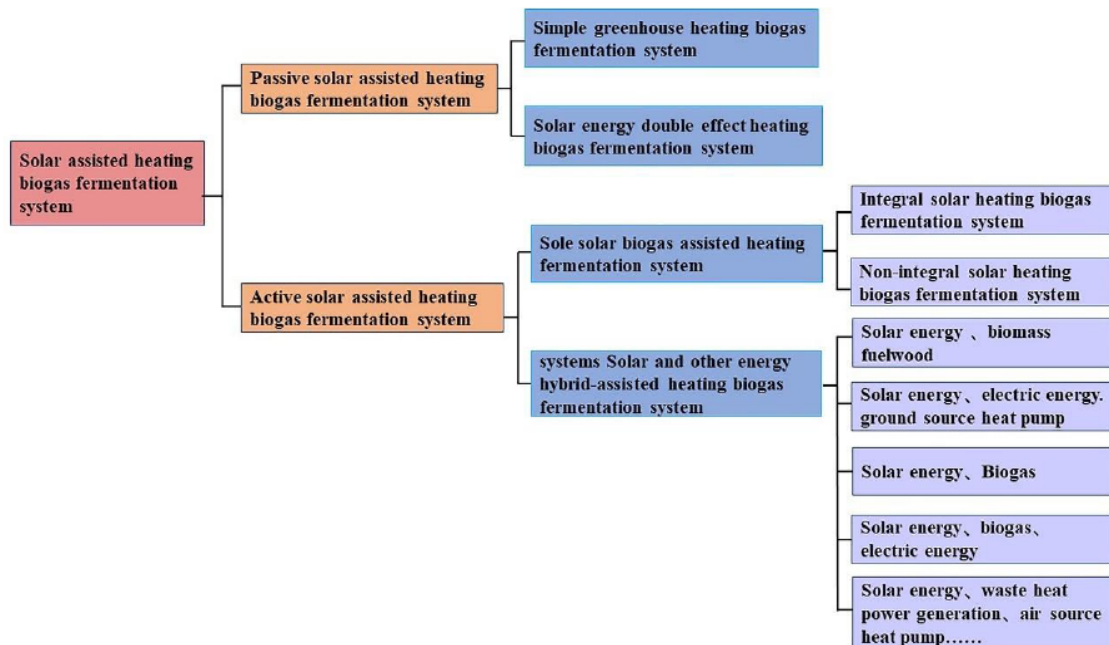 Solar assisted heating
biogas fermentation
system
Passive solar assisted heating
biogas fermentation system
Active solar assisted heating
biogas fermentation system
Simple greenhouse heating biogas
fermentation system
Solar energy double effect heating
biogas fermentation system
Sole solar biogas assisted heating
fermentation system
systems Solar and other energy
hybrid-assisted heating biogas
fermentation system
Integral solar heating biogas
fermentation system
Non-integral solar heating
biogas fermentation system
Solar energy 、biomass
fuelwood
Solar energy、electric energy.
ground source heat pump
Solar energy、Biogas
Solar energy、biogas、
electric energy
Solar energy、waste heat
power generation、air source
heat pump……